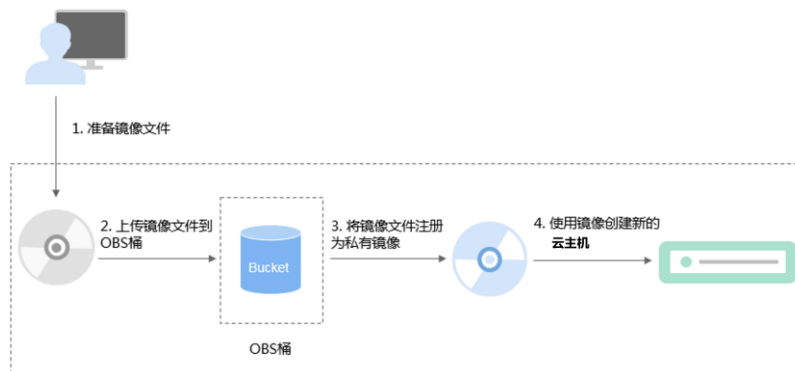 1. 准备镜像文件
2. 上传镜像文件到
OBS桶
3. 将镜像文件注册
为私有镜像
4. 使用镜像创建新的
云主机
Bucket
OBS桶